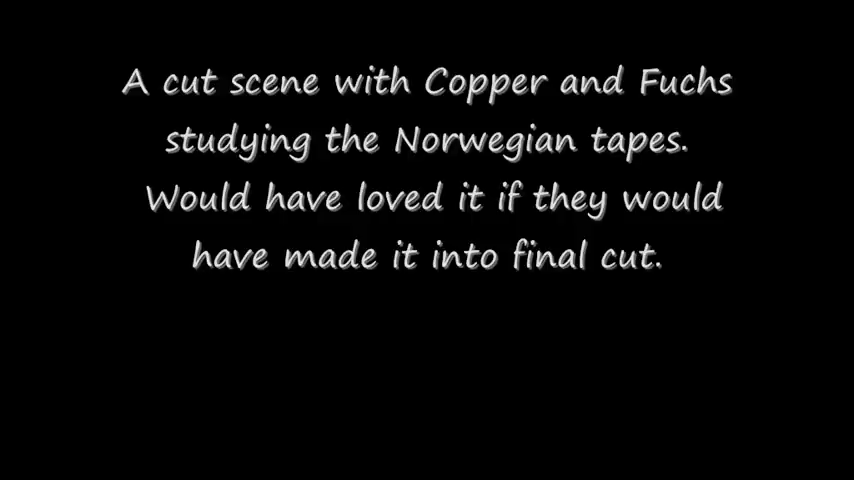 A cut scene with Copper and Fuchs
studying the Norwegian tapes.
Would have loved it if they would
have made it into final cut.